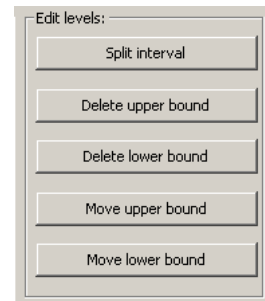 Edit levels:
Split interval
Delete upper bound
Delete lower bound
Move upper bound
Move lower bound